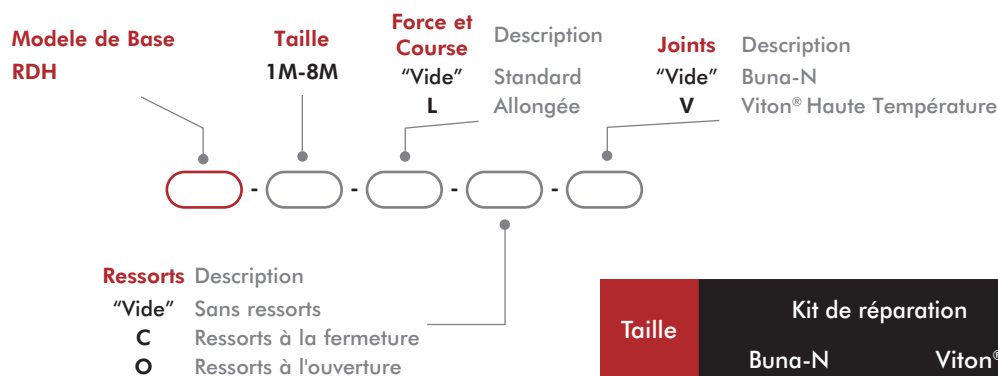 Modele de Base
RDH
Taille
1M-8M
Force et
Course
Description
“Vide” Standard
L Allongée
Joints Description
“Vide” Buna-N
V Viton® Haute Température
- - - -
Ressorts Description
“Vide” Sans ressorts
C Ressorts à la fermeture
O Ressorts à l'ouverture
Taille
Kit de réparation
Buna-N Viton®